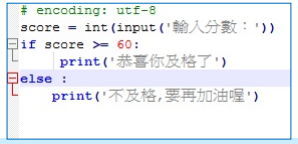 # encoding: utf-8
score = int(input('輸入分數：'))
if score >= 60:
    print('恭喜你及格了')
else :
    print('不及格,要再加油喔')